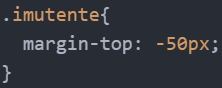 .imutente{
  margin-top: -50px;
}